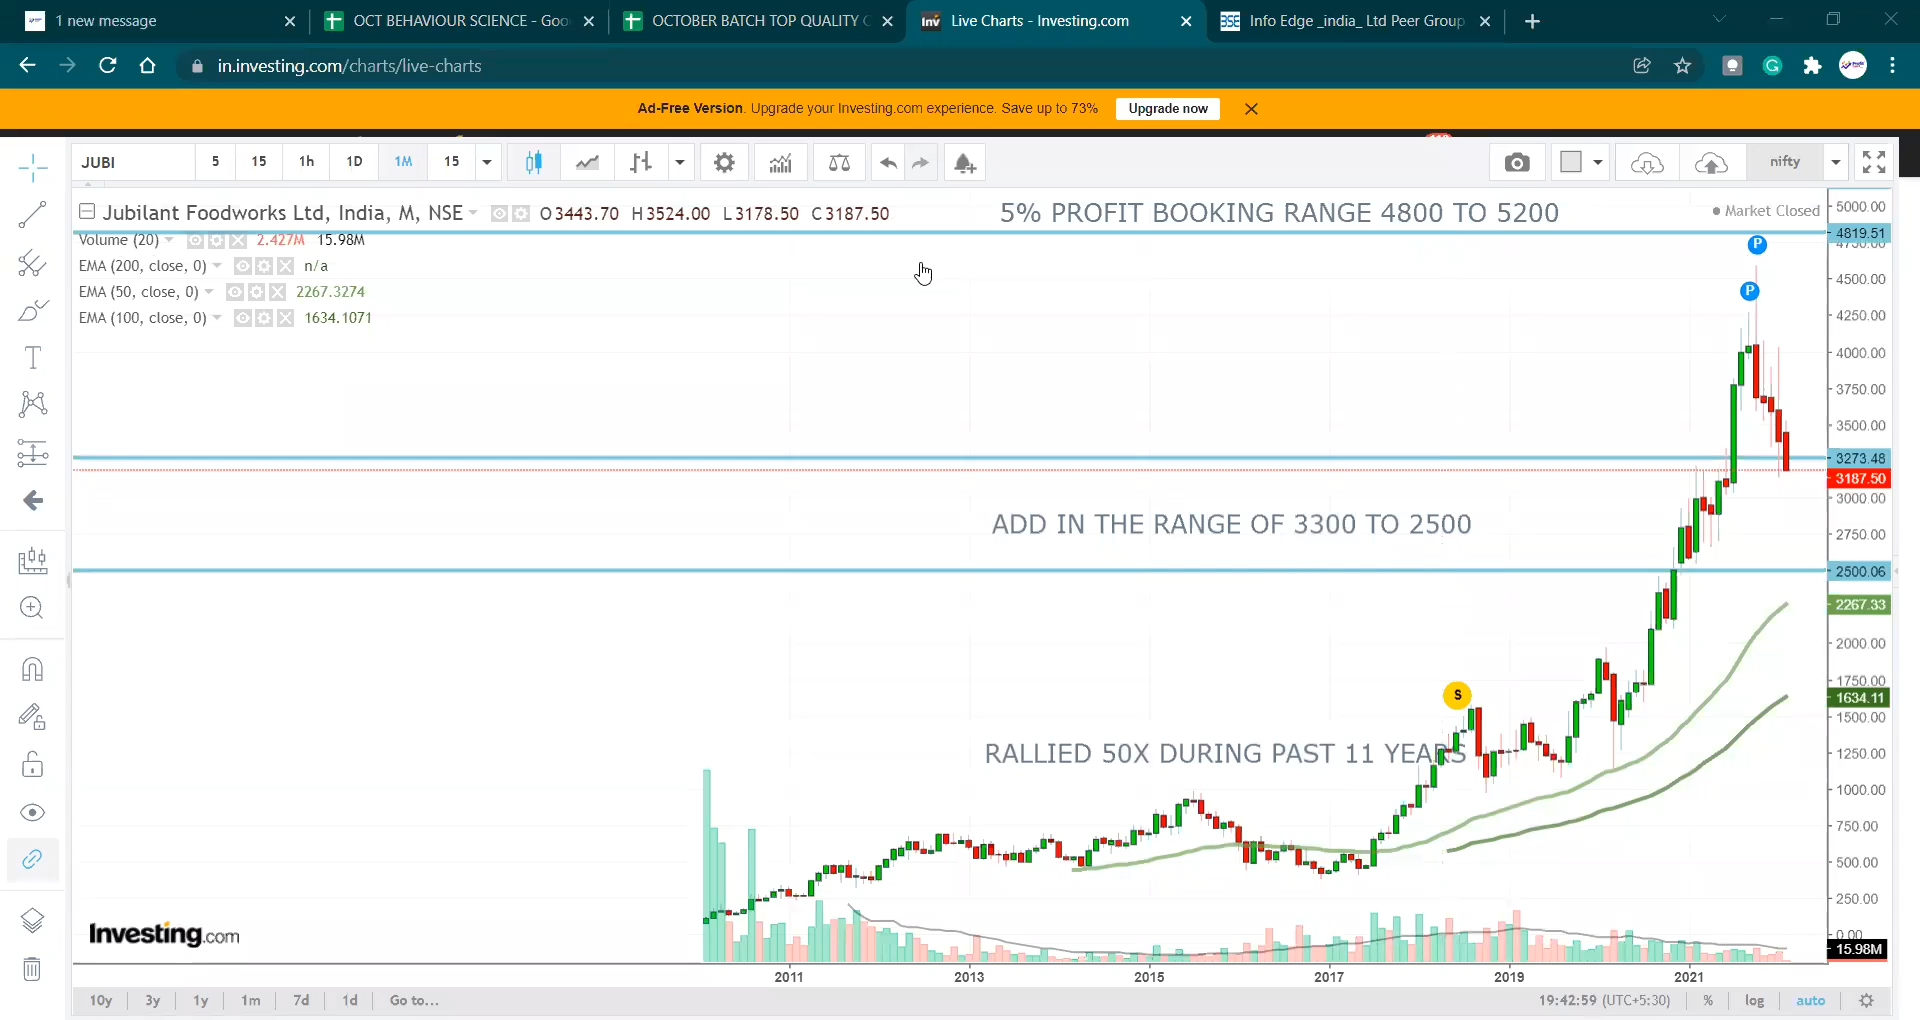 1 new message
OCT BEHAVIOUR SCIENCE - Goo
OCTOBER BATCH TOP QUALITY C
inv Live Charts - Investing.com
BSE Info Edge _india_ Ltd Peer Group
in.investing.com/charts/live-charts
Ad-Free Version. Upgrade your Investing.com experience. Save up to 73% Upgrade now
JUBI 5 15 1h 1D 1M 15 nifty
Jubilant Foodworks Ltd, India, M, NSE O3443.70 H3524.00 L3178.50 C3187.50
5% PROFIT BOOKING RANGE 4800 TO 5200
Market Closed
5000.00
4819.51
Volume (20) 2.427M 15.98M
P
EMA (200, close, 0) n/a
4500.00
EMA (50, close, 0) 2267.3274
P
EMA (100, close, 0) 1634.1071
4250.00
4000.00
3750.00
3500.00
3273.48
3187.50
3000.00
ADD IN THE RANGE OF 3300 TO 2500
2750.00
2500.06
2267.33
2000.00
1750.00
S
1634.11
1500.00
RALLIED 50X DURING PAST 11 YEARS
1250.00
1000.00
750.00
500.00
250.00
Investing.com
0.00
15.98M
2011 2013 2015 2017 2019 2021
10y 3y 1y 1m 7d 1d Go to... 19:42:59 (UTC+5:30) % log auto